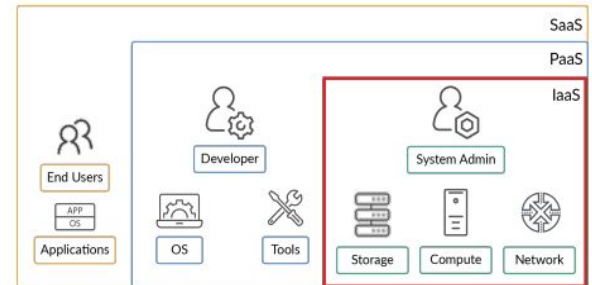 SaaS
PaaS
IaaS
End Users
Developer
System Admin
APP
OS
Applications
OS
Tools
Storage
Compute
Network